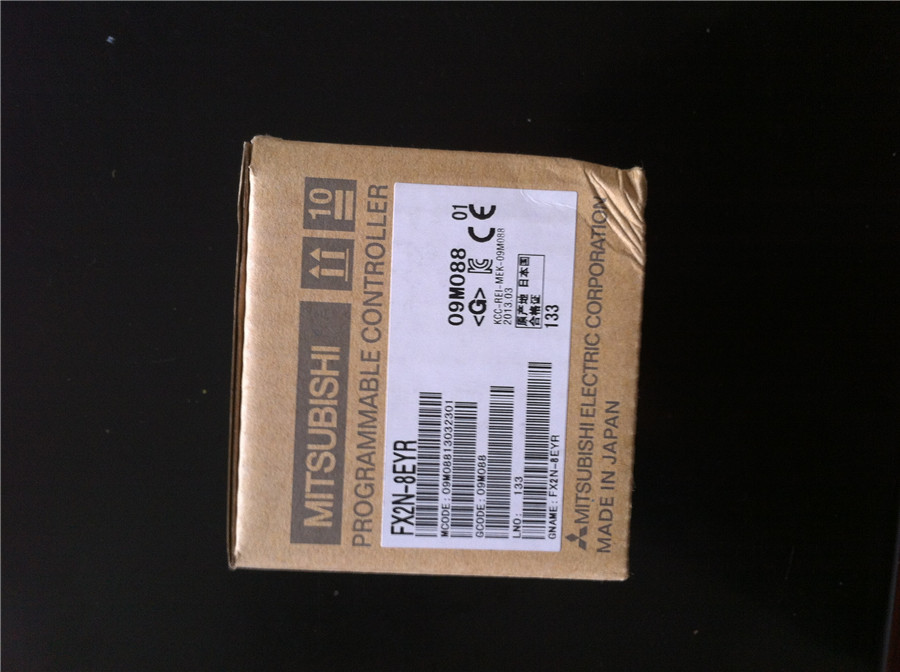 MITSUBISHI
10
PROGRAMMABLE CONTROLLER
FX2N-8EYR
MCODE: 09M08813032301
GCODE: 09M088
LNO: 133
GNAME: FX2N-8EYR
09M088 01
<G> CE
KCC-REI-MEK-09M088
2013.03
原产地 日本国
合格证
133
MITSUBISHI ELECTRIC CORPORATION
MADE IN JAPAN